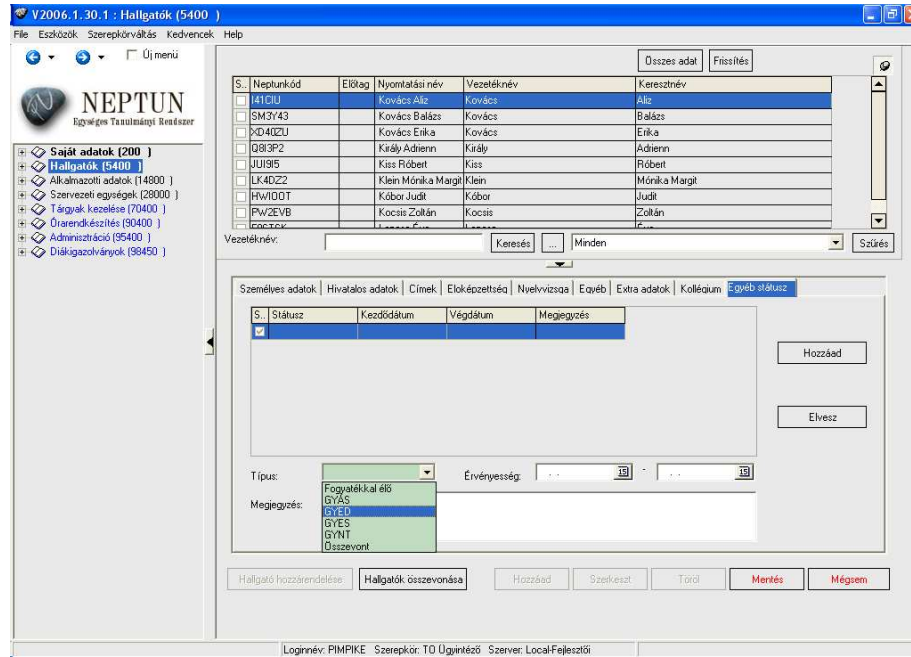 V2006.1.30.1 : Hallgatók (5400 )
File Eszközök Szerepkörváltás Kedvencek Help
Új menü
NEPTUN
Egységes Tanulmányi Rendszer
Saját adatok (200 )
Hallgatók (5400 )
Alkalmazotti adatok (14800 )
Szervezeti egységek (28000 )
Tárgyak kezelése (70400 )
Órarendkészítés (90400 )
Adminisztráció (95400 )
Diákigazolványok (98450 )
Összes adat Frissítés
S.. Neptunkód Előtag Nyomtatási név Vezetéknév Keresztnév
I41CIU Kovács Aliz Kovács Aliz
SM3Y43 Kovács Balázs Kovács Balázs
XD40ZU Kovács Erika Kovács Erika
Q8I3P2 Király Adrienn Király Adrienn
JUI9I5 Kiss Róbert Kiss Róbert
LK4DZ2 Klein Mónika Margit Klein Mónika Margit
HWI00T Kóbor Judit Kóbor Judit
PW2EVB Kocsis Zoltán Kocsis Zoltán
Vezetéknév: Keresés ... Minden Szűrés
Személyes adatok Hivatalos adatok Címek Eloképzettség Nyelvvizsga Egyéb Extra adatok Kollégium Egyéb státusz
S.. Státusz Kezdődátum Végdátum Megjegyzés
Hozzáad
Elvesz
Típus: Érvényesség: . . 15 - . . 15
Megjegyzés:
Fogyatékkal élő
GYÁS
GYED
GYES
GYNT
Összevont
Hallgató hozzárendelése Hallgatók összevonása Hozzáad Szerkeszt Töröl Mentés Mégsem
Loginnév: PIMPIKE Szerepkör: TO Ügyintéző Szerver: Local-Fejlesztői